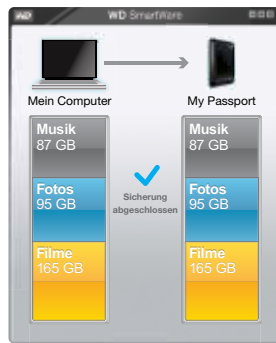 WD
WD SmartWare
Mein Computer
My Passport
Musik
87 GB
Fotos
95 GB
Filme
165 GB
Sicherung
abgeschlossen
Musik
87 GB
Fotos
95 GB
Filme
165 GB